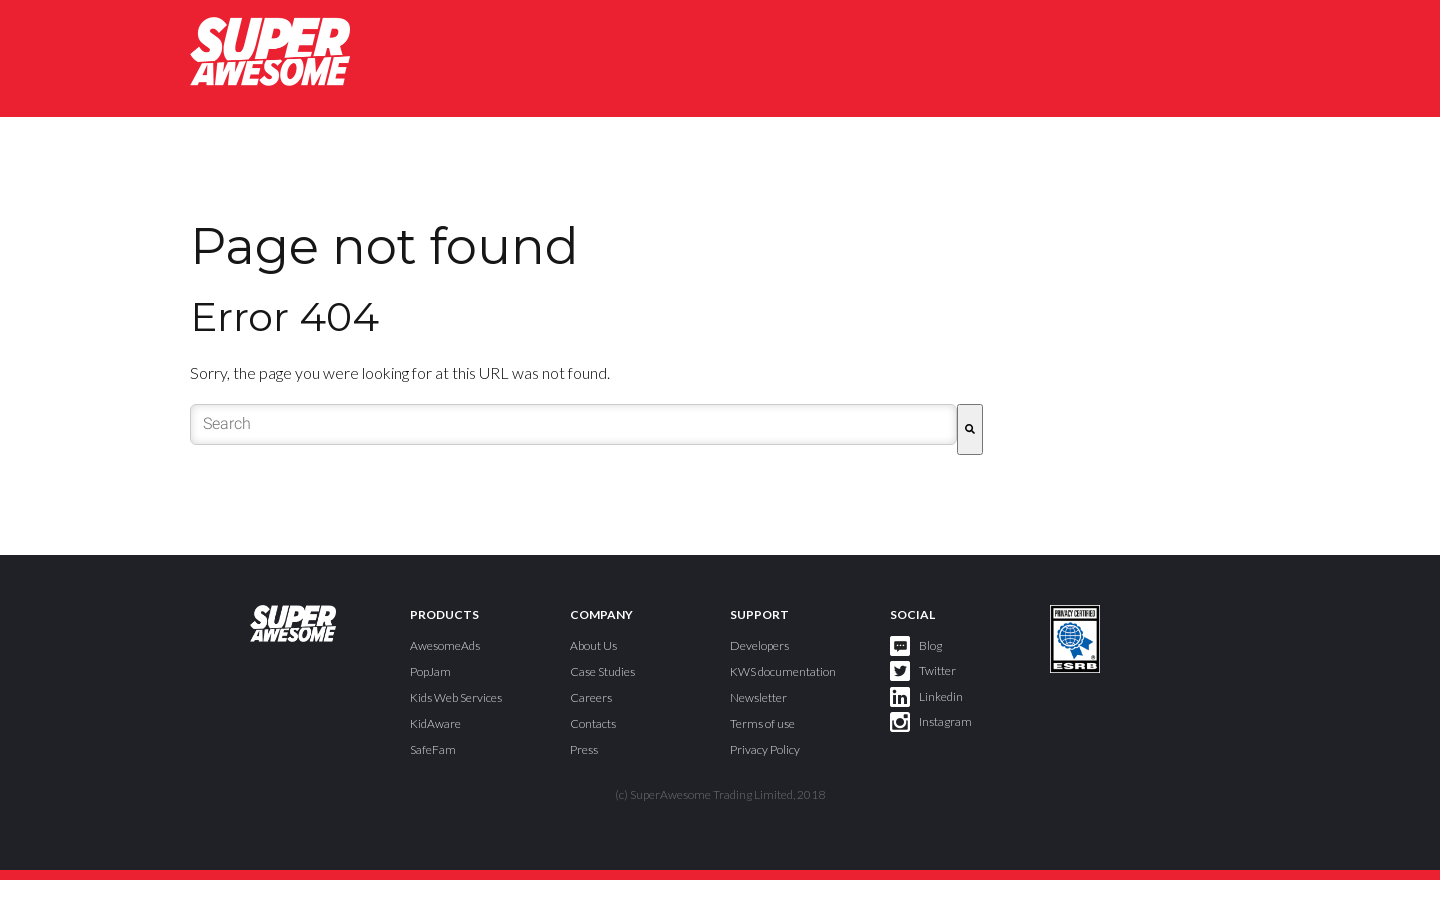 SUPER
AWESOME
Page not found
Error 404
Sorry, the page you were looking for at this URL was not found.
Search
SUPER
AWESOME
PRODUCTS
AwesomeAds
PopJam
Kids Web Services
KidAware
SafeFam
COMPANY
About Us
Case Studies
Careers
Contacts
Press
SUPPORT
Developers
KWS documentation
Newsletter
Terms of use
Privacy Policy
SOCIAL
Blog
Twitter
Linkedin
Instagram
PRIVACY CERTIFIED
ESRB
(c) SuperAwesome Trading Limited, 2018